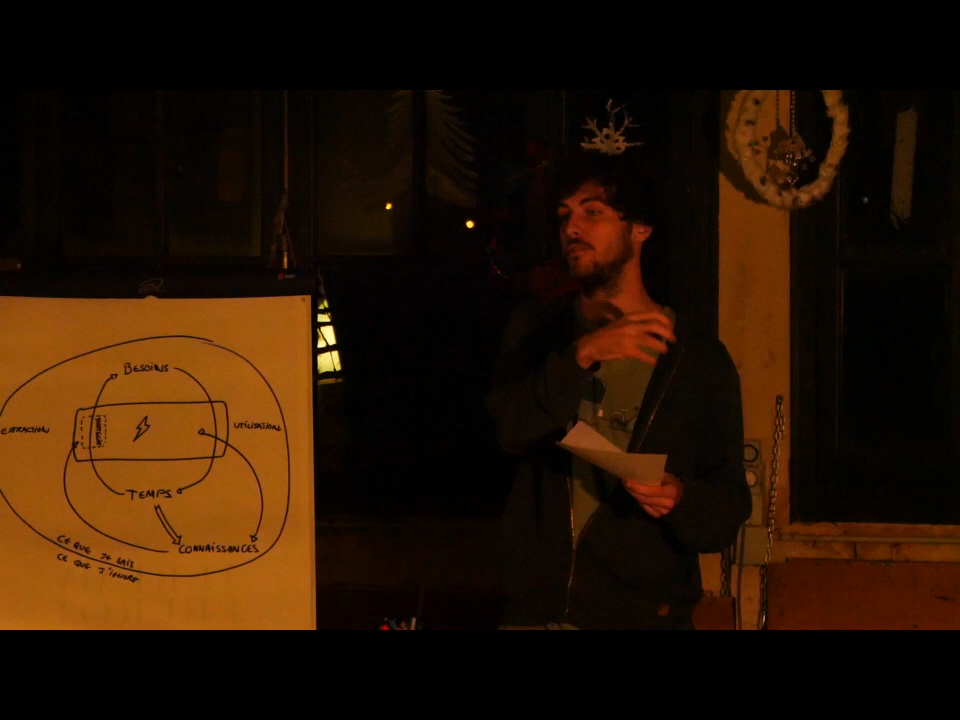 BESOINS
EXTRACTION
UTILISATION
TEMPS
CONNAISSANCES
CE QUE JE SAIS
CE QUE J'IGNORE